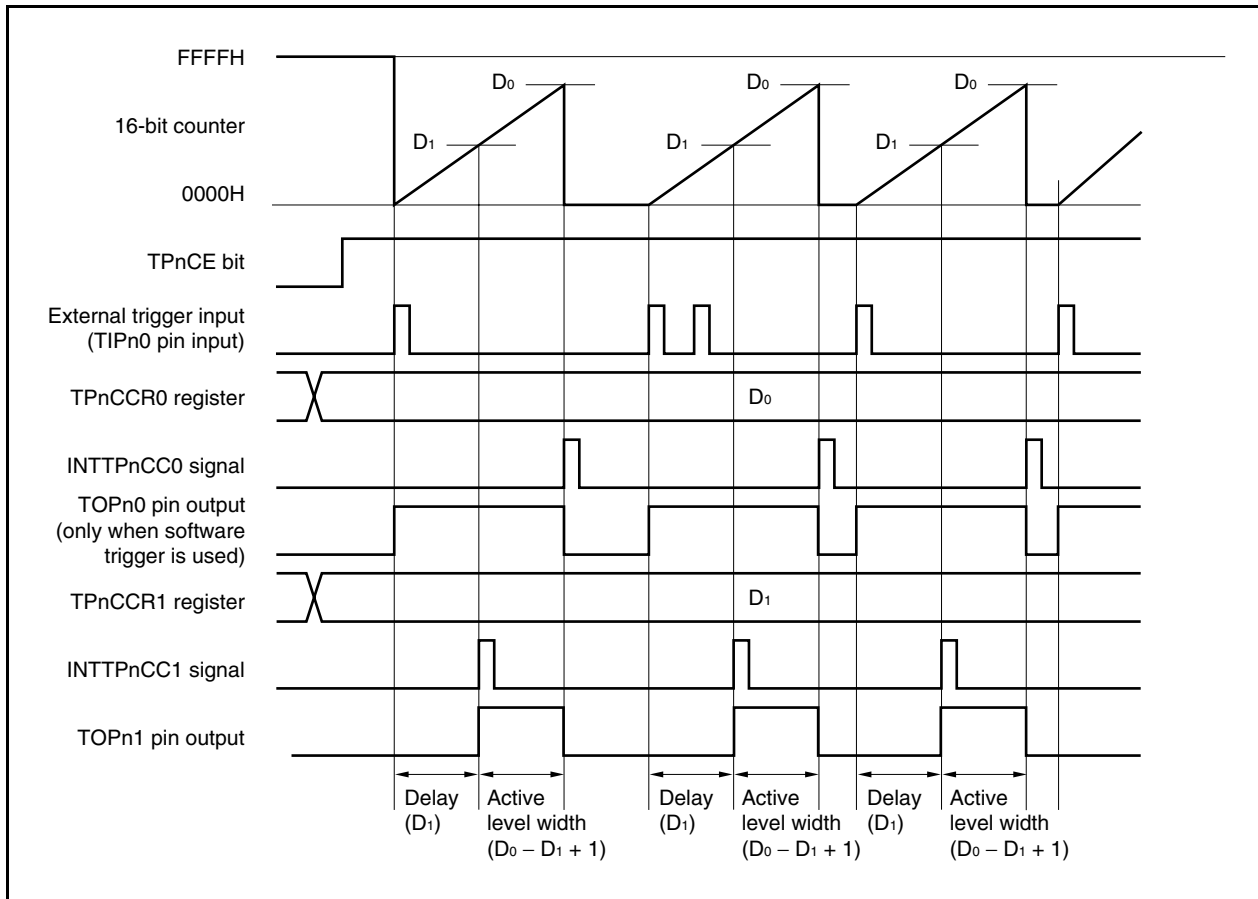 FFFFH
D0
D0
D0
16-bit counter
D1
D1
D1
0000H
TPnCE bit
External trigger input
(TIPn0 pin input)
TPnCCR0 register
D0
INTTPnCC0 signal
TOPn0 pin output
(only when software
trigger is used)
TPnCCR1 register
D1
INTTPnCC1 signal
TOPn1 pin output
Delay
(D1)
Active
level width
(D0 − D1 + 1)
Delay
(D1)
Active
level width
(D0 − D1 + 1)
Delay
(D1)
Active
level width
(D0 − D1 + 1)